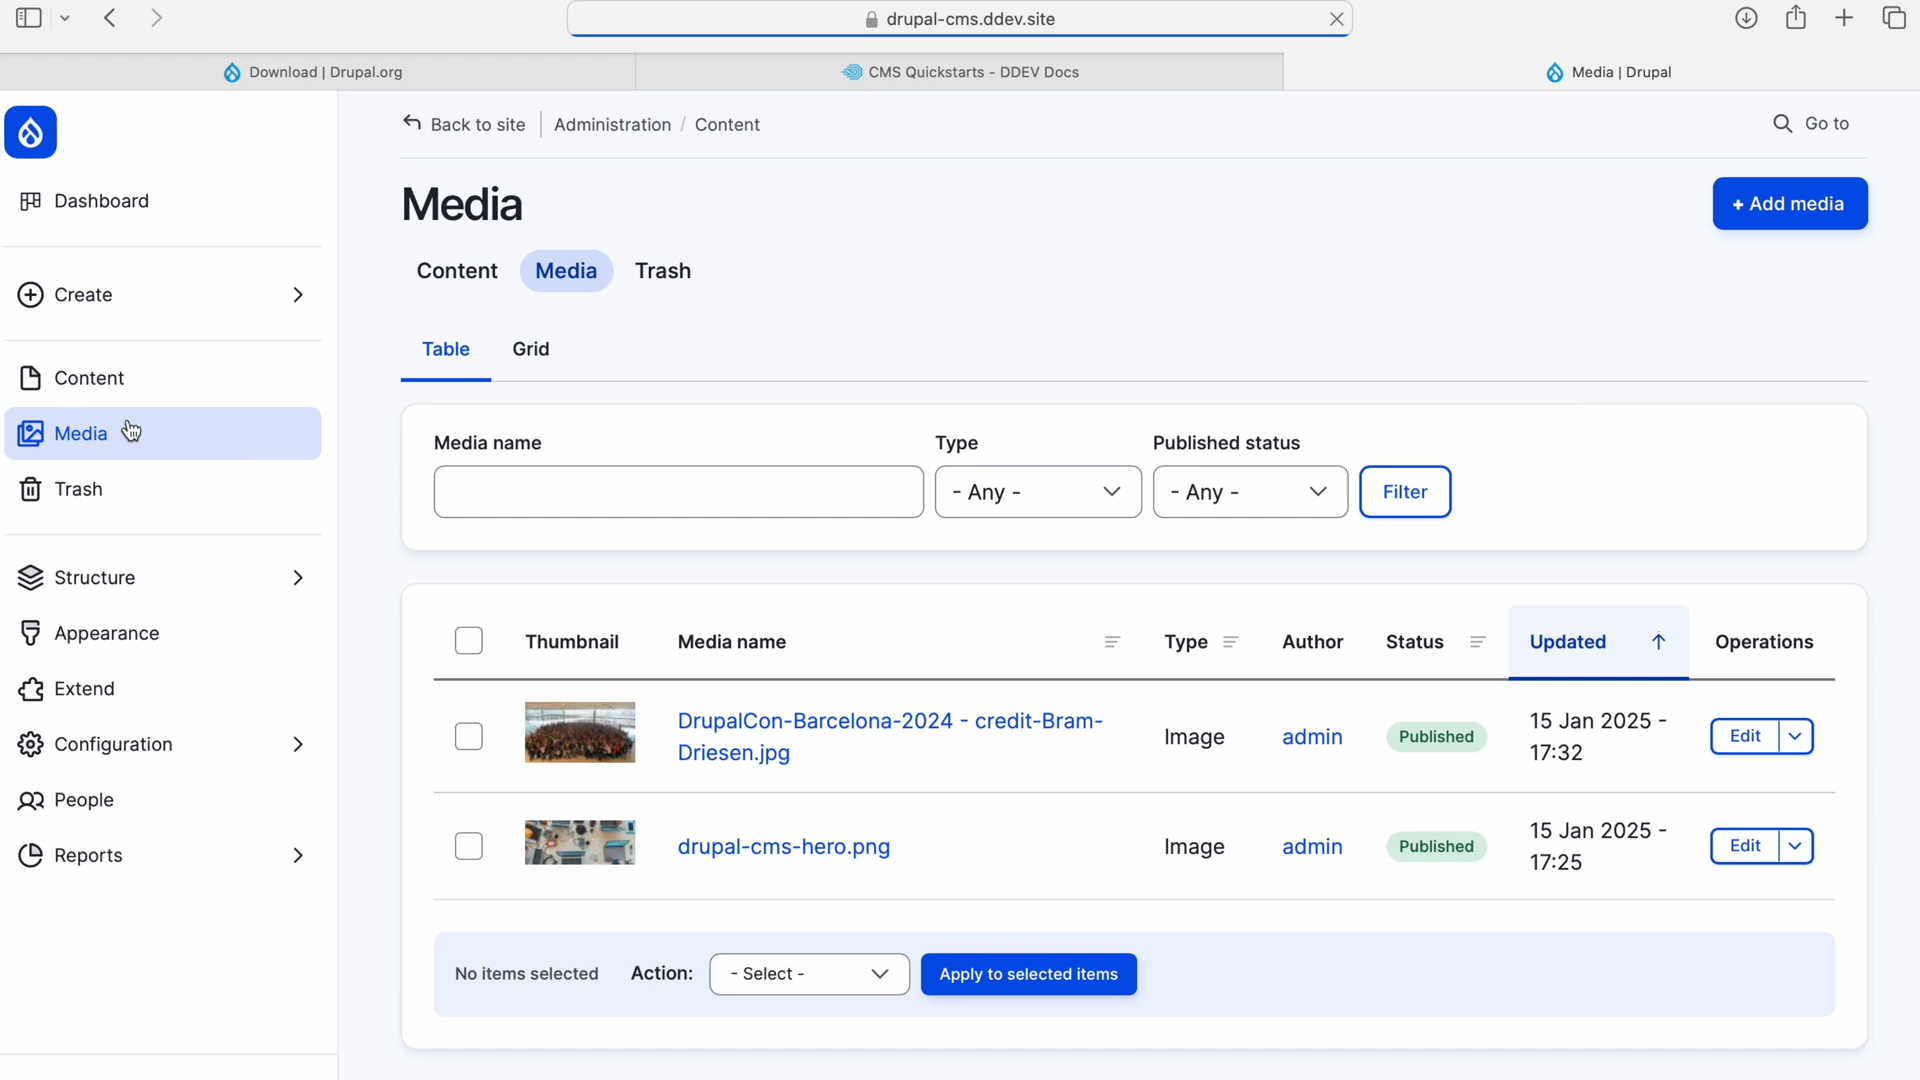 drupal-cms.ddev.site
Download | Drupal.org
CMS Quickstarts - DDEV Docs
Media | Drupal
Back to site
Administration / Content
Go to
Dashboard
Create
Content
Media
Trash
Structure
Appearance
Extend
Configuration
People
Reports
Media
+ Add media
Content Media Trash
Table Grid
Media name Type Published status
- Any - - Any - Filter
Thumbnail Media name Type Author Status Updated Operations
DrupalCon-Barcelona-2024 - credit-Bram-
Driesen.jpg
Image admin Published
15 Jan 2025 -
17:32
Edit
drupal-cms-hero.png
Image admin Published
15 Jan 2025 -
17:25
Edit
No items selected Action: - Select - Apply to selected items